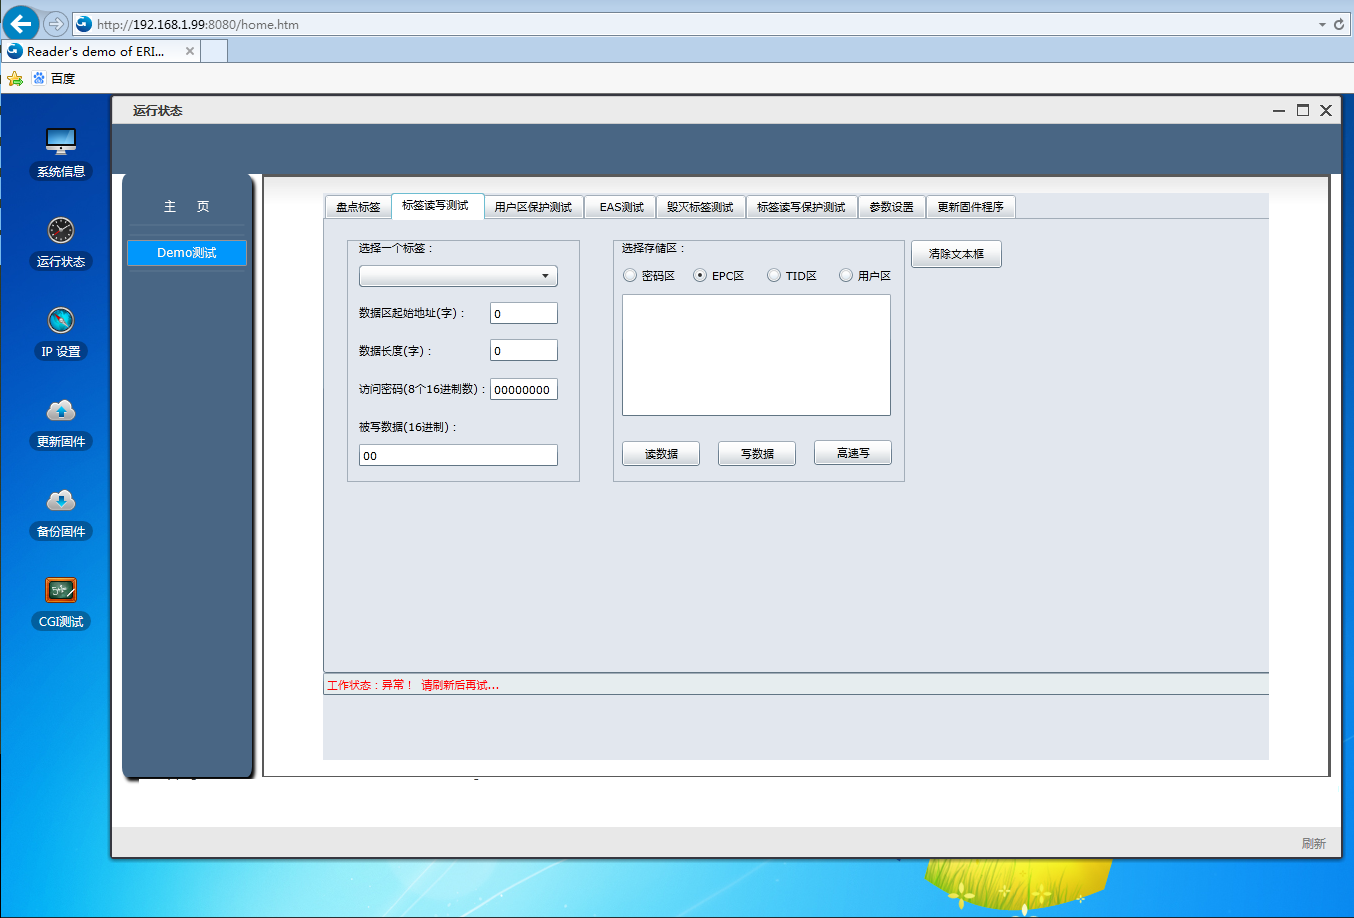 http://192.168.1.99:8080/home.htm
Reader's demo of ERI...
百度
运行状态
系统信息
运行状态
IP 设置
更新固件
备份固件
CGI测试
主 页
Demo测试
盘点标签
标签读写测试
用户区保护测试
EAS测试
毁灭标签测试
标签读写保护测试
参数设置
更新固件程序
选择一个标签：
数据区起始地址(字)：
0
数据长度(字)：
0
访问密码(8个16进制数)：
00000000
被写数据(16进制)：
00
选择存储区：
密码区
EPC区
TID区
用户区
读数据
写数据
高速写
清除文本框
工作状态：异常！ 请刷新后再试...
刷新